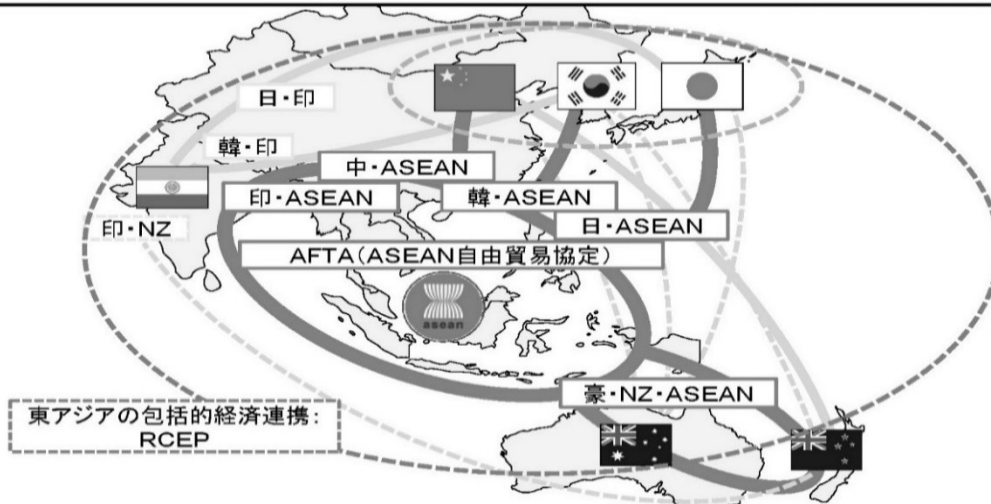 日・印
韓・印
中・ASEAN
印・ASEAN
韓・ASEAN
印・NZ
日・ASEAN
AFTA(ASEAN自由貿易協定)
asean
豪・NZ・ASEAN
東アジアの包括的経済連携:
RCEP